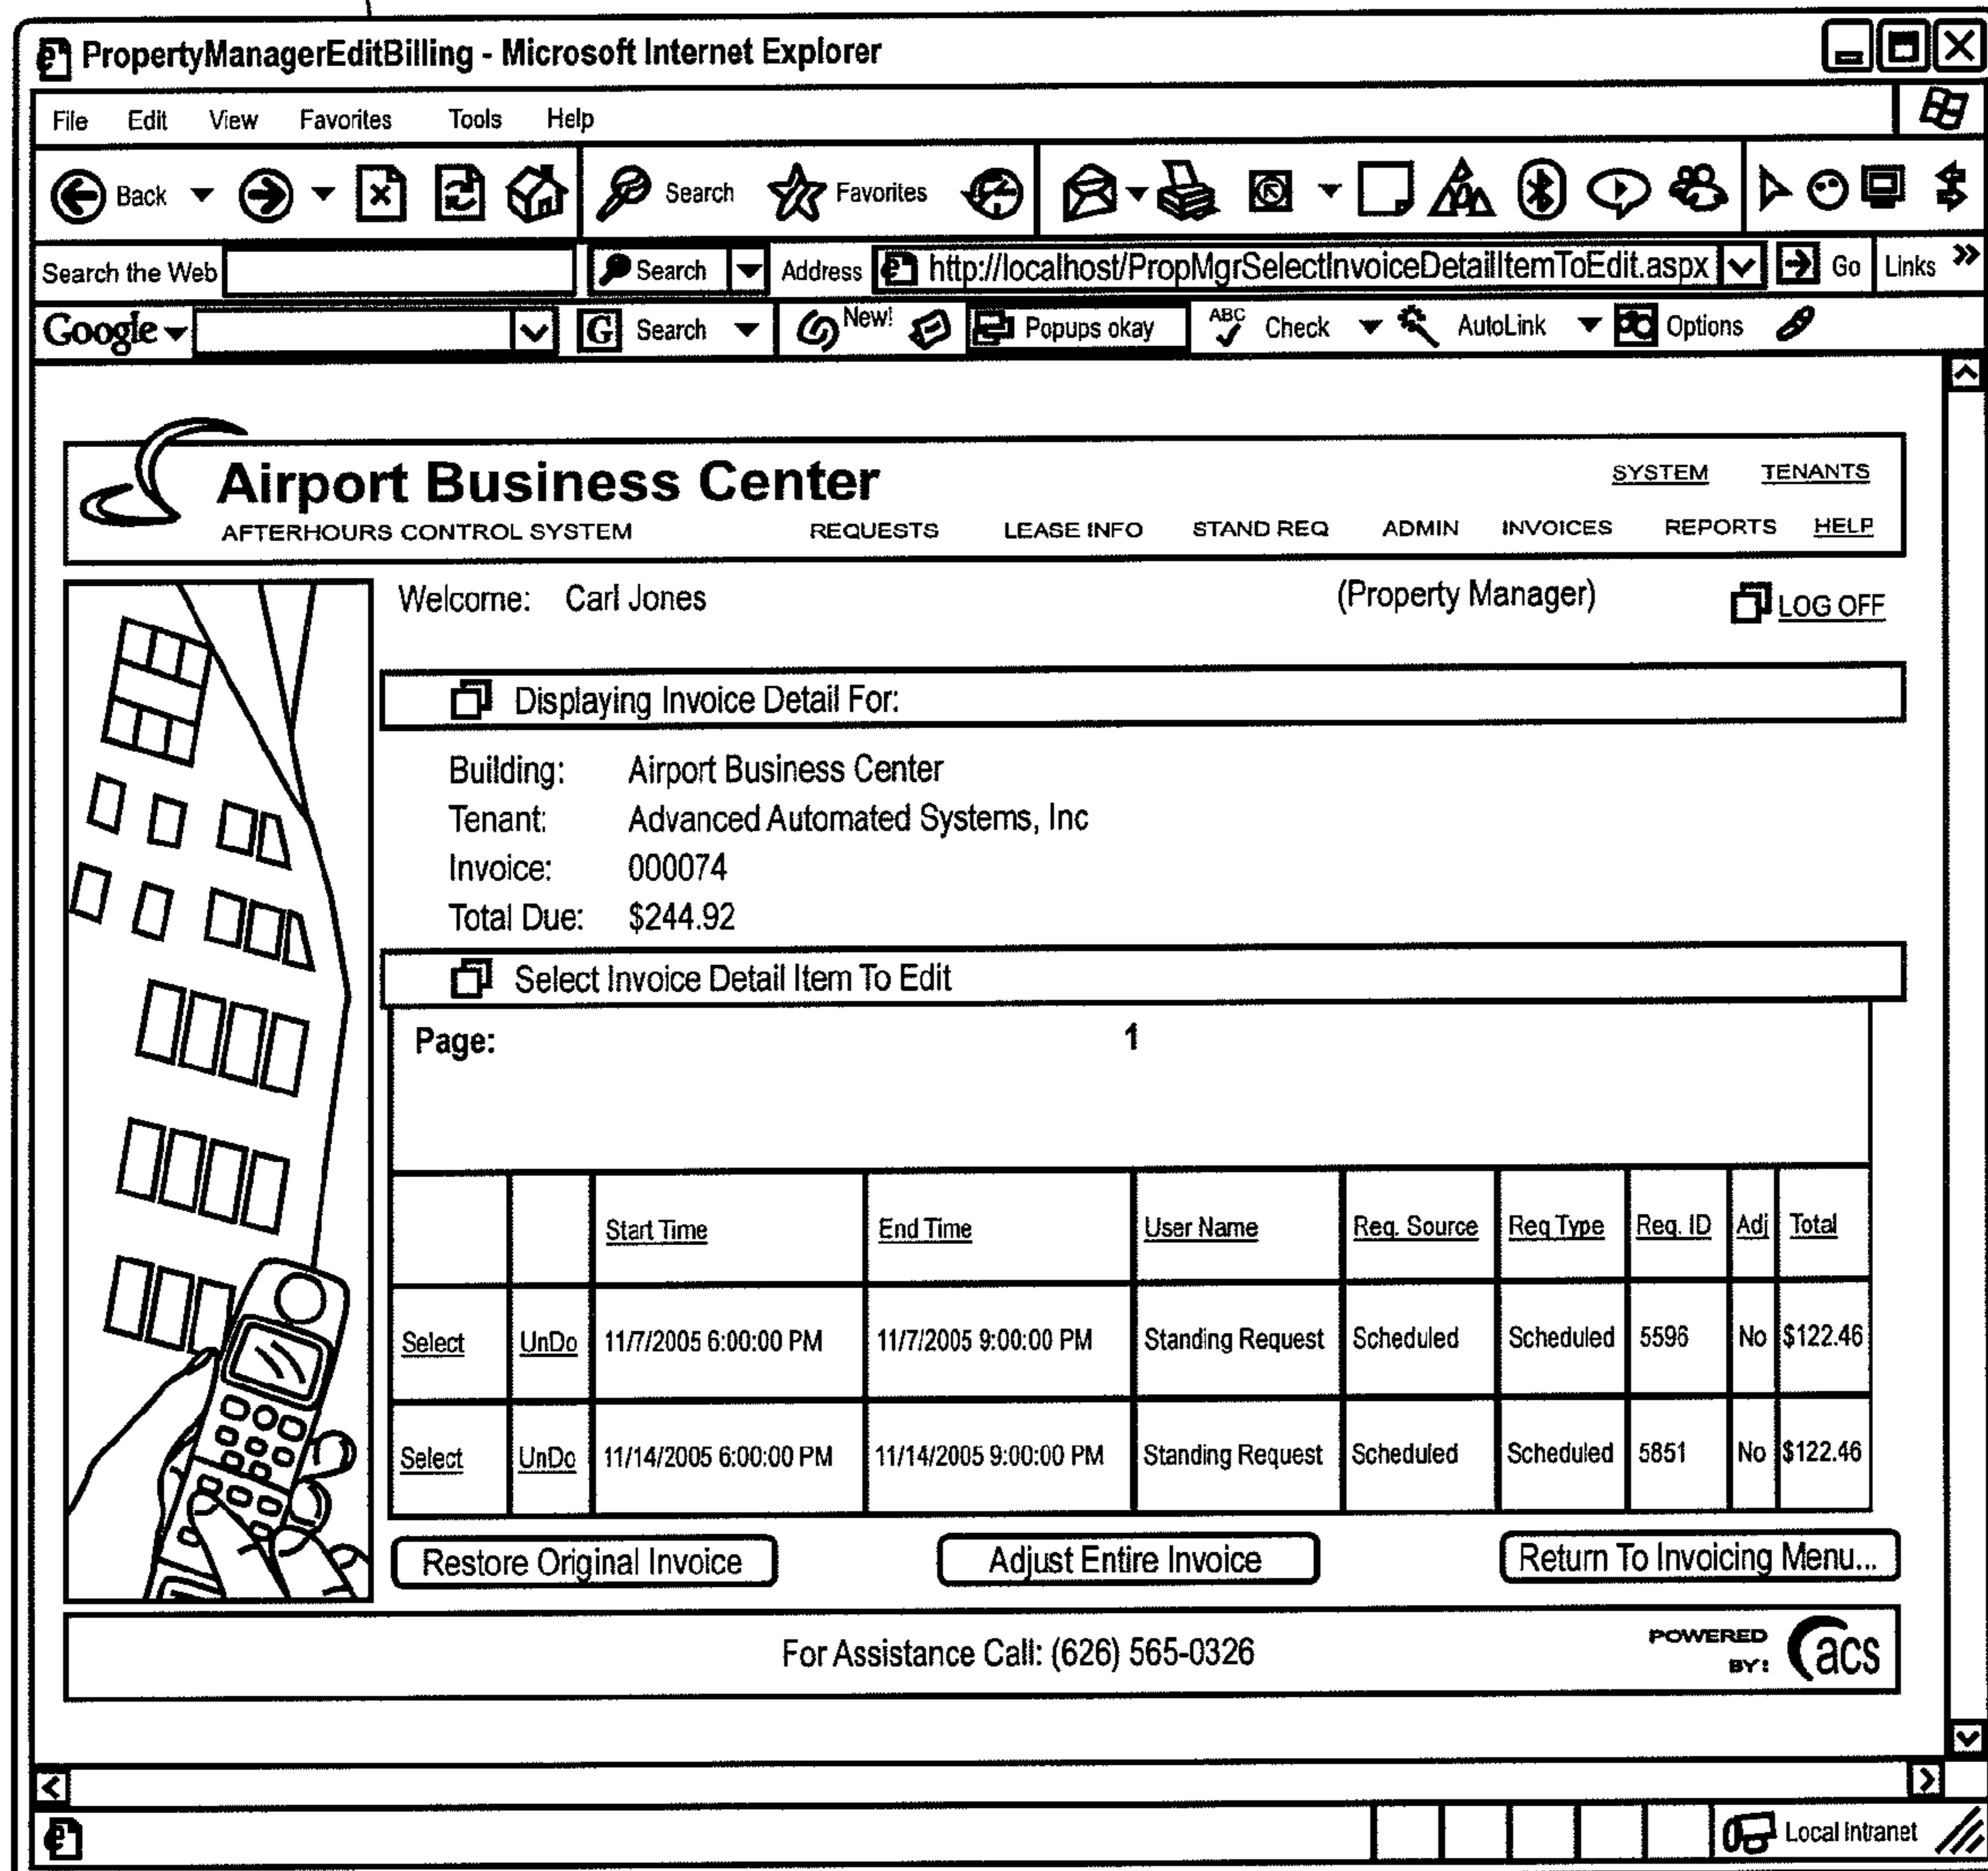 PropertyManagerEditBilling - Microsoft Internet Explorer
File Edit View Favorites Tools Help
Back Search Favorites
Search the Web Search Address http://localhost/PropMgrSelectInvoiceDetailItemToEdit.aspx Go Links »
Google G Search New! Popups okay ABC Check AutoLink Options
Airport Business Center SYSTEM TENANTS
AFTERHOURS CONTROL SYSTEM REQUESTS LEASE INFO STAND REQ ADMIN INVOICES REPORTS HELP
Welcome: Carl Jones (Property Manager) LOG OFF
Displaying Invoice Detail For:
Building: Airport Business Center
Tenant: Advanced Automated Systems, Inc
Invoice: 000074
Total Due: $244.92
Select Invoice Detail Item To Edit
Page: 1
Start Time End Time User Name Req. Source Req Type Req. ID Adj Total
Select UnDo 11/7/2005 6:00:00 PM 11/7/2005 9:00:00 PM Standing Request Scheduled Scheduled 5596 No $122.46
Select UnDo 11/14/2005 6:00:00 PM 11/14/2005 9:00:00 PM Standing Request Scheduled Scheduled 5851 No $122.46
Restore Original Invoice Adjust Entire Invoice Return To Invoicing Menu...
For Assistance Call: (626) 565-0326 POWERED BY: acs
Local intranet